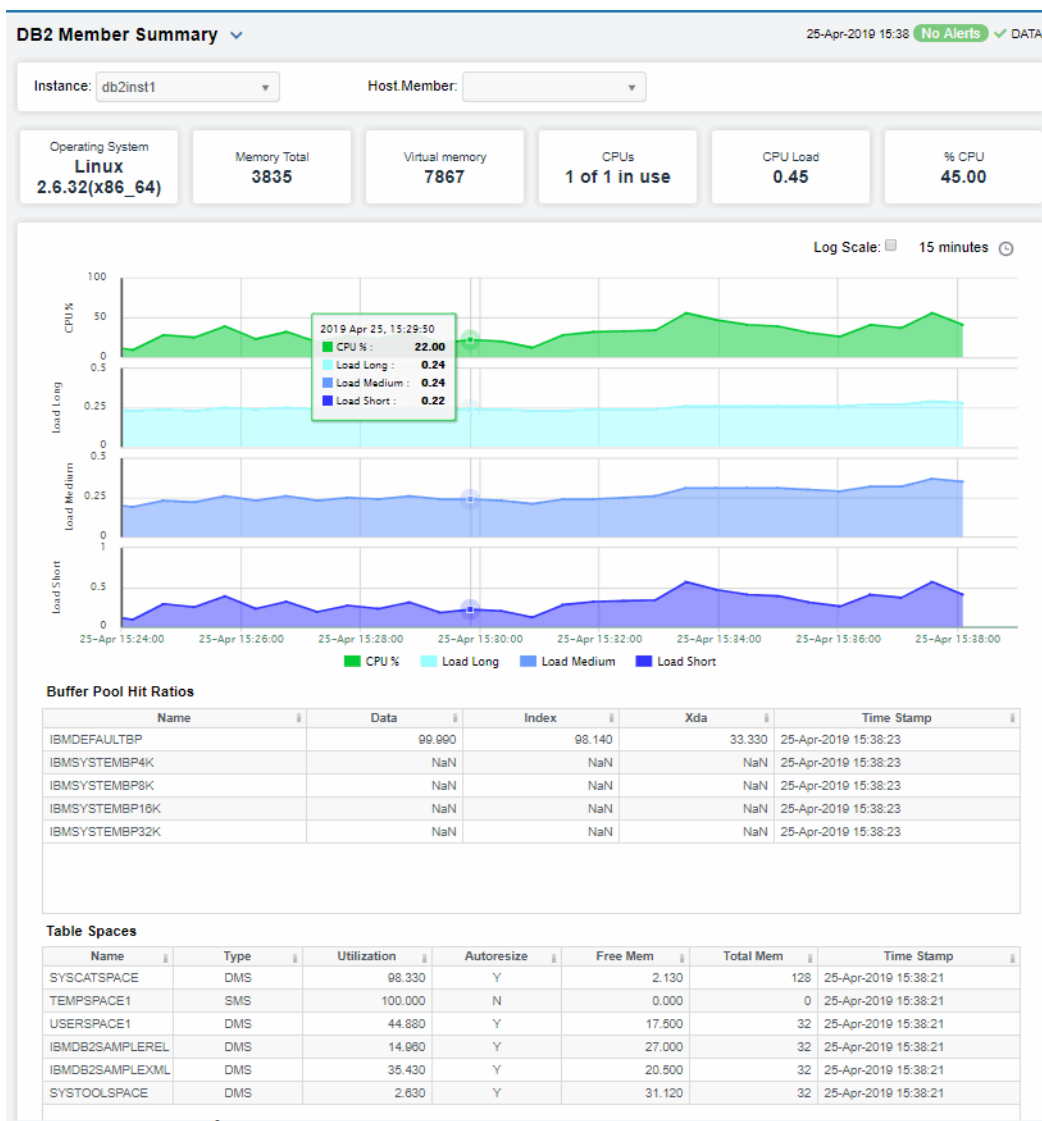 DB2 Member Summary 25-Apr-2019 15:38 No Alerts DATA
Instance: db2inst1 Host.Member:
Operating System Memory Total Virtual memory CPUs CPU Load % CPU
Linux 3835 7867 1 of 1 in use 0.45 45.00
2.6.32(x86_64)
Log Scale: 15 minutes
100
CPU %
50
0
2019 Apr 25, 15:29:50
CPU % : 22.00
Load Long : 0.24
Load Medium : 0.24
Load Short : 0.22
0.5
Load Long
0.25
0
0.5
Load Medium
0.25
0
1
Load Short
0.5
0
25-Apr 15:24:00 25-Apr 15:26:00 25-Apr 15:28:00 25-Apr 15:30:00 25-Apr 15:32:00 25-Apr 15:34:00 25-Apr 15:36:00 25-Apr 15:38:00
CPU % Load Long Load Medium Load Short
Buffer Pool Hit Ratios
Name Data Index Xda Time Stamp
IBMDEFAULTBP 99.990 98.140 33.330 25-Apr-2019 15:38:23
IBMSYSTEMBP4K NaN NaN NaN 25-Apr-2019 15:38:23
IBMSYSTEMBP8K NaN NaN NaN 25-Apr-2019 15:38:23
IBMSYSTEMBP16K NaN NaN NaN 25-Apr-2019 15:38:23
IBMSYSTEMBP32K NaN NaN NaN 25-Apr-2019 15:38:23
Table Spaces
Name Type Utilization Autoresize Free Mem Total Mem Time Stamp
SYSCATSPACE DMS 98.330 Y 2.130 128 25-Apr-2019 15:38:21
TEMPSPACE1 SMS 100.000 N 0.000 0 25-Apr-2019 15:38:21
USERSPACE1 DMS 44.880 Y 17.500 32 25-Apr-2019 15:38:21
IBMDB2SAMPLEREL DMS 14.960 Y 27.000 32 25-Apr-2019 15:38:21
IBMDB2SAMPLEXML DMS 35.430 Y 20.500 32 25-Apr-2019 15:38:21
SYSTOOLSPACE DMS 2.630 Y 31.120 32 25-Apr-2019 15:38:21